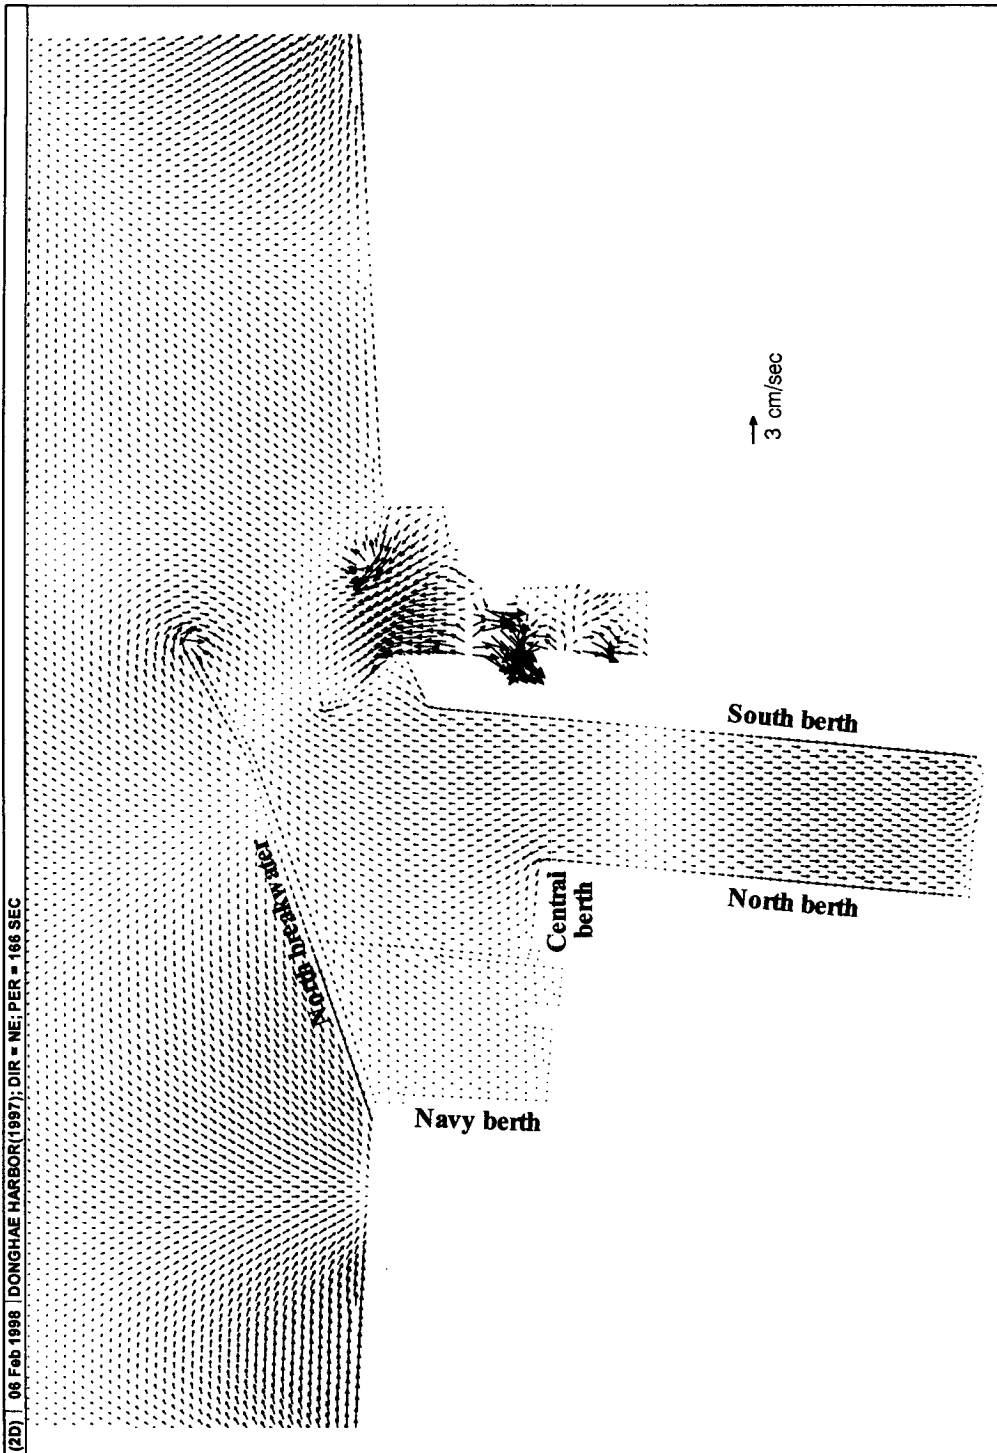 (2D) 06 Feb 1998 DONGHAE HARBOR(1997); DIR = NE; PER = 166 SEC
3 cm/sec
South berth
North breakwater
Central
berth
North berth
Navy berth